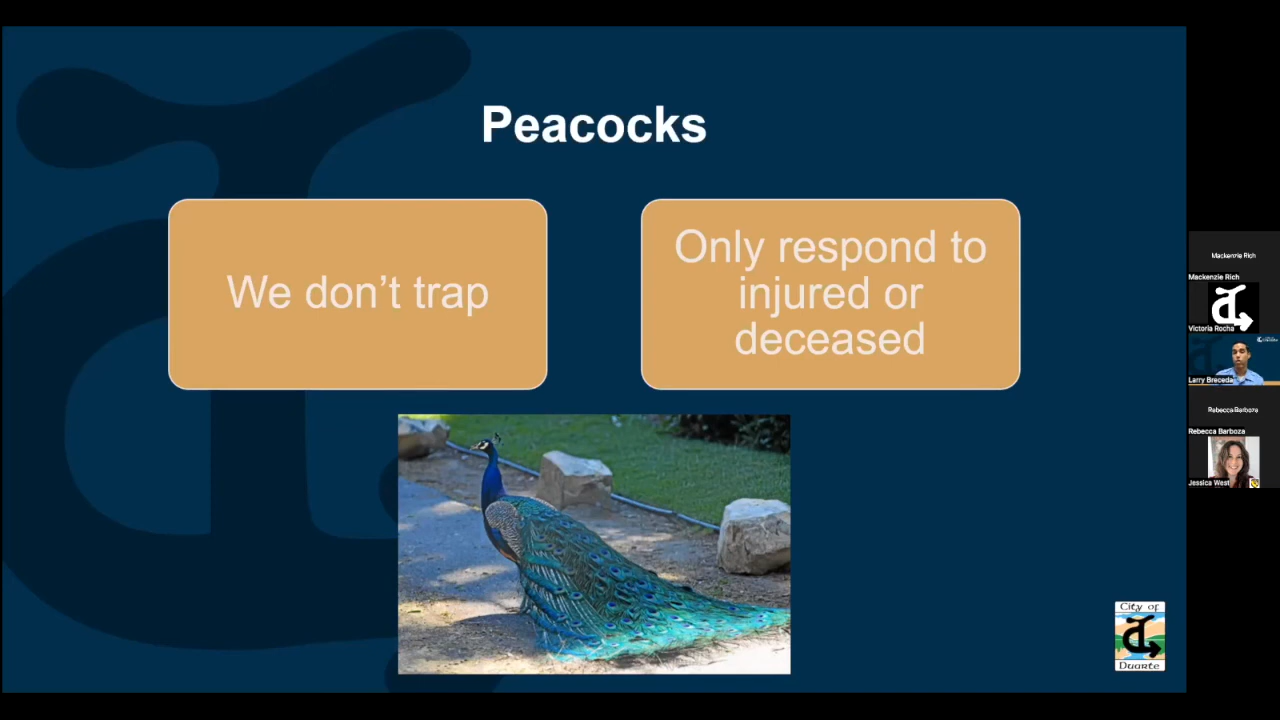 Peacocks
We don't trap
Only respond to
injured or
deceased
City of
Duarte
Mackenzie Rich
Mackenzie Rich
Victoria Rocha
Larry Breceda
Rebecca Barboza
Rebecca Barboza
Jessica West